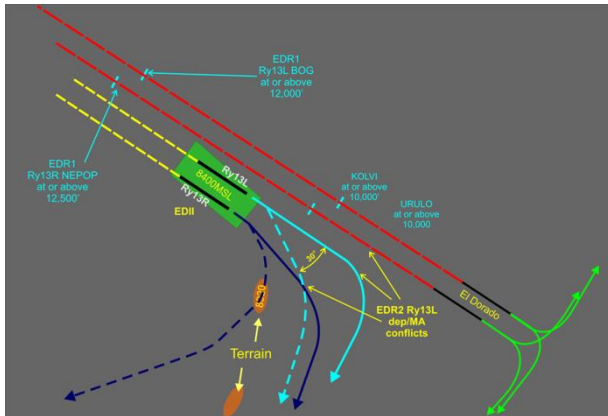 EDR1
Ry13L BOG
at or above
12,000'
EDR1
Ry13R NEPOP
at or above
12,500'
Ry13L
8400MSL
Ry13R
EDII
KOLVI
at or above
10,000'
URULO
at or above
10,000
30°
El Dorado
EDR2 Ry13L
dep/MA
conflicts
Terrain